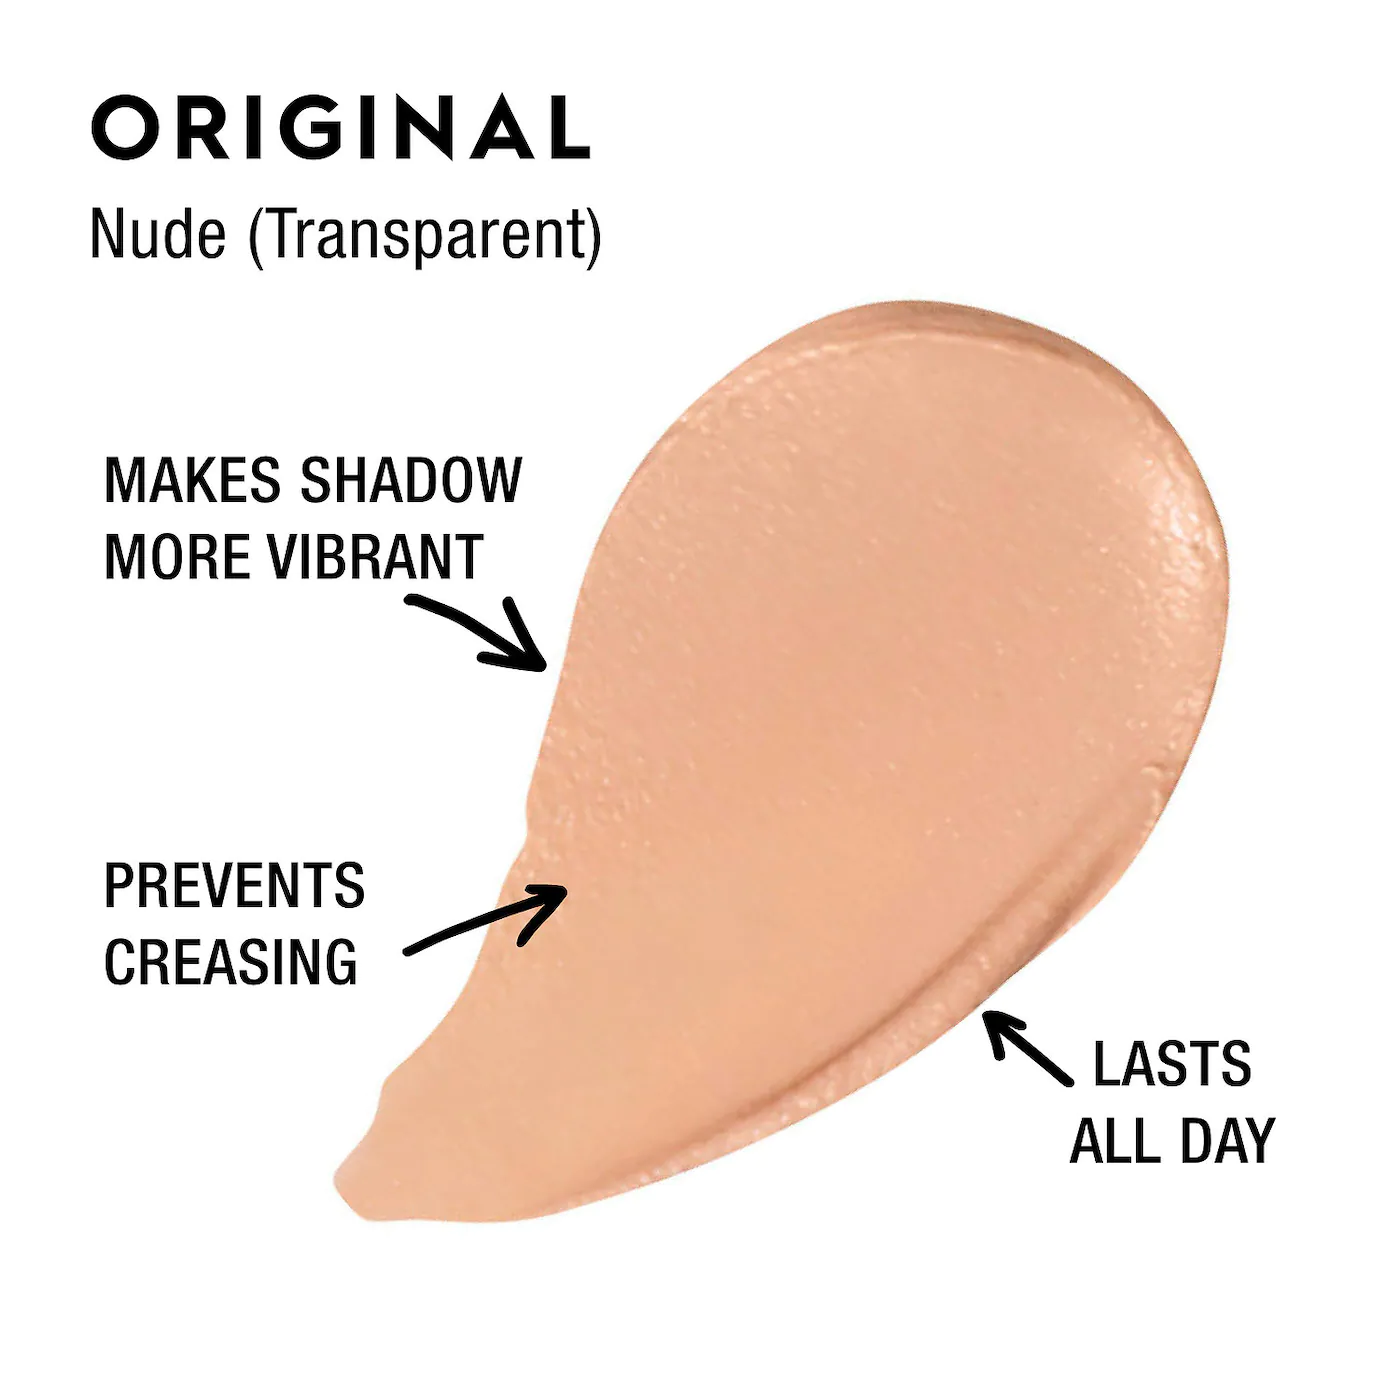 ORIGINAL
Nude (Transparent)
MAKES SHADOW
MORE VIBRANT
PREVENTS
CREASING
LASTS
ALL DAY